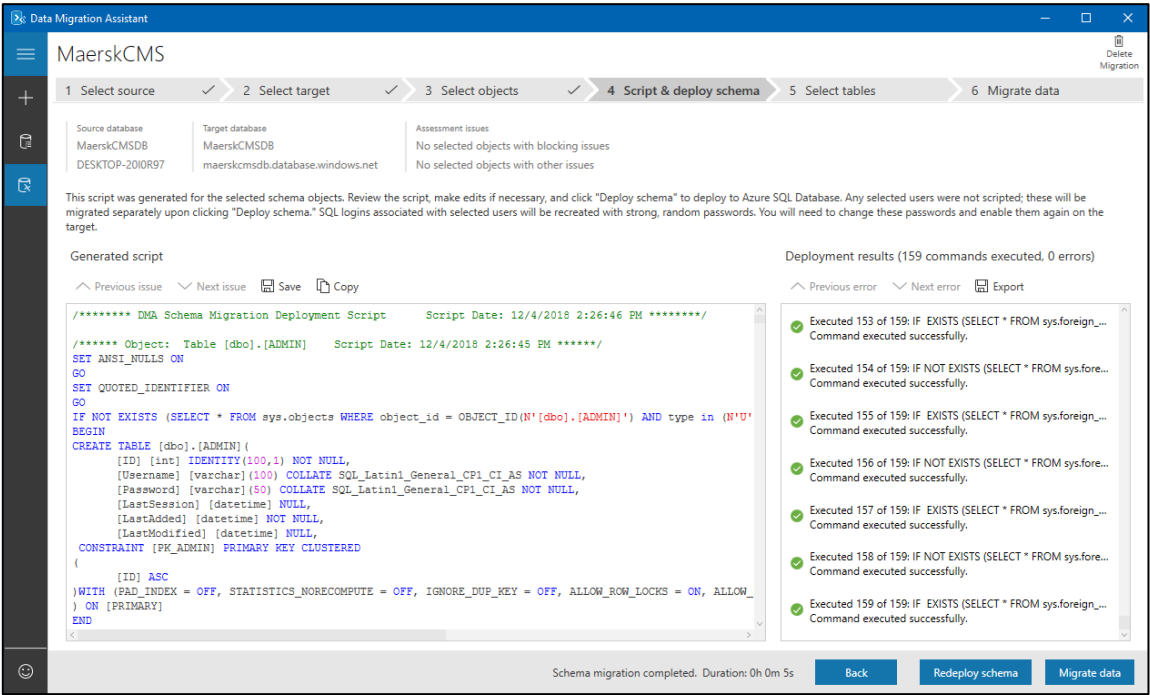 Data Migration Assistant
MaerskCMS
Delete
Migration
1 Select source
2 Select target
3 Select objects
4 Script & deploy schema
5 Select tables
6 Migrate data
Source database
MaerskCMSDB
DESKTOP-20I0R97
Target database
MaerskCMSDB
maerskcmsdb.database.windows.net
Assessment issues
No selected objects with blocking issues
No selected objects with other issues
This script was generated for the selected schema objects. Review the script, make edits if necessary, and click "Deploy schema" to deploy to Azure SQL Database. Any selected users were not scripted; these will be
migrated separately upon clicking "Deploy schema." SQL logins associated with selected users will be recreated with strong, random passwords. You will need to change these passwords and enable them again on the
target.
Generated script
Previous issue Next issue Save Copy
/******** DMA Schema Migration Deployment Script Script Date: 12/4/2018 2:26:46 PM ********/
/****** Object: Table [dbo].[ADMIN] Script Date: 12/4/2018 2:26:45 PM ******/
SET ANSI_NULLS ON
GO
SET QUOTED_IDENTIFIER ON
GO
IF NOT EXISTS (SELECT * FROM sys.objects WHERE object_id = OBJECT_ID(N'[dbo].[ADMIN]') AND type in (N'U'
BEGIN
CREATE TABLE [dbo].[ADMIN](
[ID] [int] IDENTITY(100,1) NOT NULL,
[Username] [varchar](100) COLLATE SQL_Latin1_General_CP1_CI_AS NOT NULL,
[Password] [varchar](50) COLLATE SQL_Latin1_General_CP1_CI_AS NOT NULL,
[LastSession] [datetime] NULL,
[LastAdded] [datetime] NOT NULL,
[LastModified] [datetime] NULL,
CONSTRAINT [PK_ADMIN] PRIMARY KEY CLUSTERED
(
[ID] ASC
)WITH (PAD_INDEX = OFF, STATISTICS_NORECOMPUTE = OFF, IGNORE_DUP_KEY = OFF, ALLOW_ROW_LOCKS = ON, ALLOW_
) ON [PRIMARY]
END
Deployment results (159 commands executed, 0 errors)
Previous error Next error Export
Executed 153 of 159: IF EXISTS (SELECT * FROM sys.foreign_...
Command executed successfully.
Executed 154 of 159: IF NOT EXISTS (SELECT * FROM sys.fore...
Command executed successfully.
Executed 155 of 159: IF EXISTS (SELECT * FROM sys.foreign_...
Command executed successfully.
Executed 156 of 159: IF NOT EXISTS (SELECT * FROM sys.fore...
Command executed successfully.
Executed 157 of 159: IF EXISTS (SELECT * FROM sys.foreign_...
Command executed successfully.
Executed 158 of 159: IF NOT EXISTS (SELECT * FROM sys.fore...
Command executed successfully.
Executed 159 of 159: IF EXISTS (SELECT * FROM sys.foreign_...
Command executed successfully.
Schema migration completed. Duration: 0h 0m 5s
Back
Redeploy schema
Migrate data